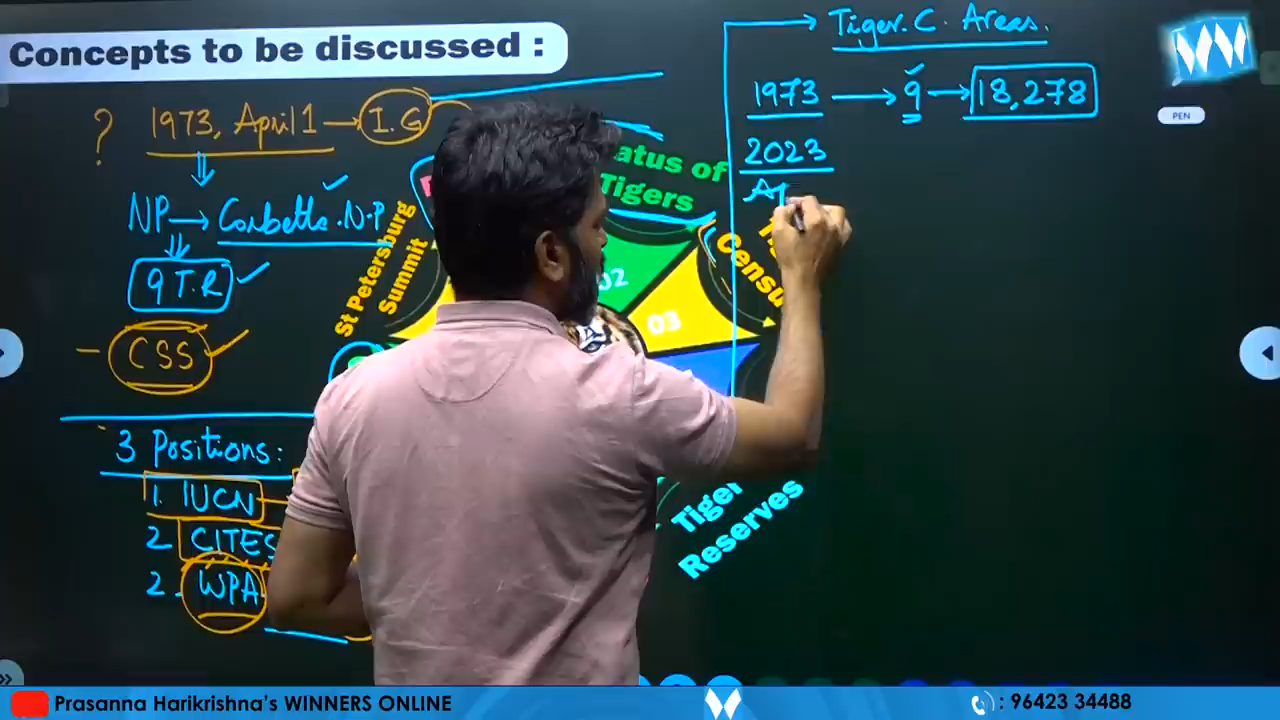 Concepts to be discussed :
? 1973, April 1 → I.G
NP → Corbette. N.P
9 T.R
CSS
3 Positions:
1. IUCN
2 CITES
2. WPA
St Petersburg
Summit
Status of
Tigers
02
03
Censu
Tiger
Reserves
Tiger. C. Areas.
1973 → 9 → 18,278
2023
Ap
W
PEN
Prasanna Harikrishna's WINNERS ONLINE
: 96423 34488